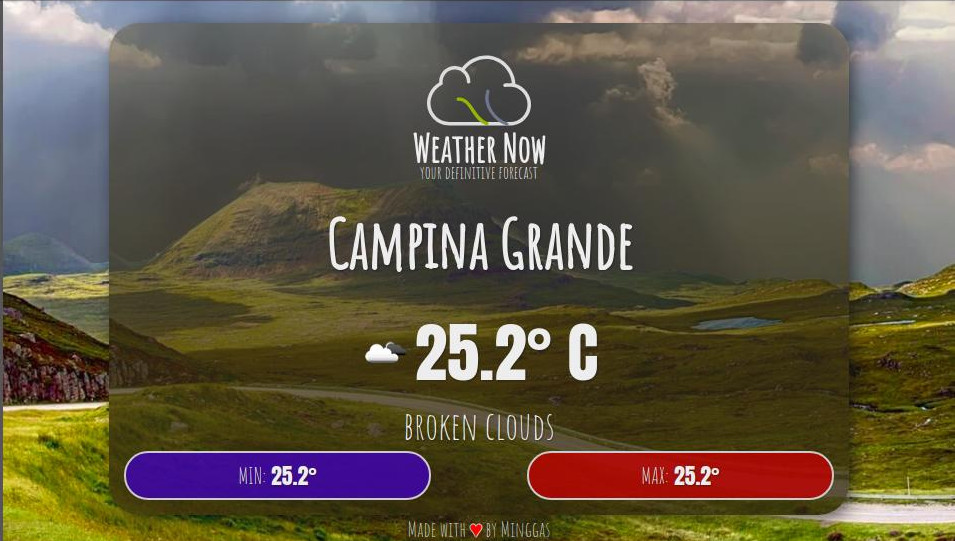 Weather Now
YOUR DEFINITIVE FORECAST
Campina Grande
25.2° C
BROKEN CLOUDS
MIN: 25.2°
MAX: 25.2°
Made with ❤ by Minggas